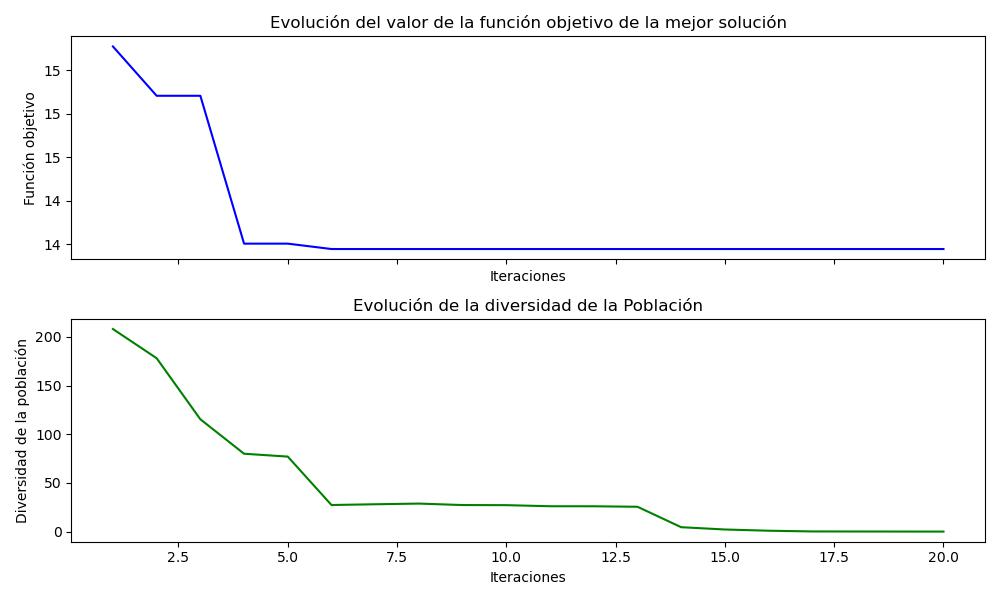 Evolución del valor de la función objetivo de la mejor solución
Función objetivo
15
15
15
14
14
Iteraciones
Evolución de la diversidad de la Población
Diversidad de la población
200
150
100
50
0
2.5 5.0 7.5 10.0 12.5 15.0 17.5 20.0
Iteraciones